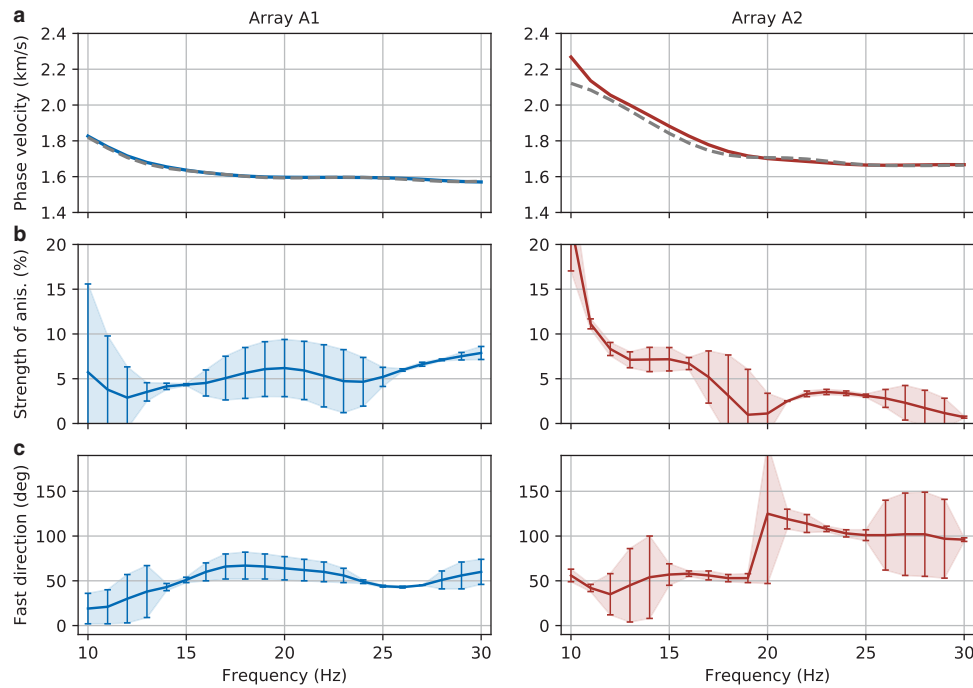 a
Array A1
Array A2
Phase velocity (km/s)
2.4
2.2
2.0
1.8
1.6
1.4
2.4
2.2
2.0
1.8
1.6
1.4
b
Strength of anis. (%)
20
15
10
5
0
20
15
10
5
0
c
Fast direction (deg)
150
100
50
0
150
100
50
0
10 15 20 25 30
10 15 20 25 30
Frequency (Hz)
Frequency (Hz)